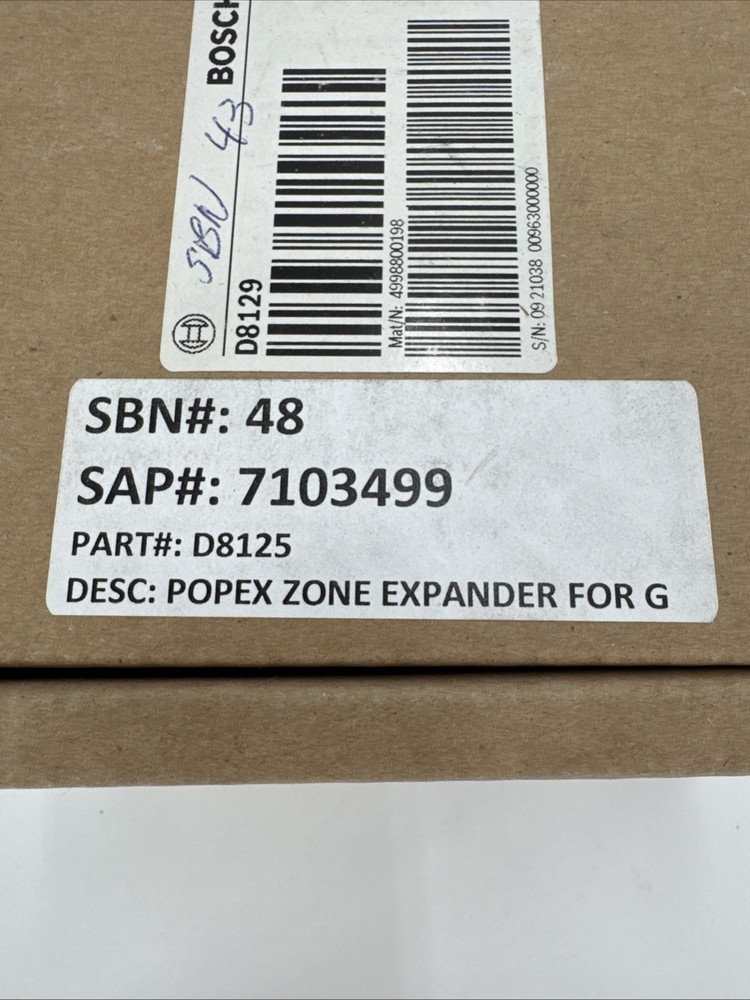 BOSCH
SBN 43
D8129
Mat/N: 4998800198
S/N: 09 21038 00963000000
SBN#: 48
SAP#: 7103499
PART#: D8125
DESC: POPEX ZONE EXPANDER FOR G